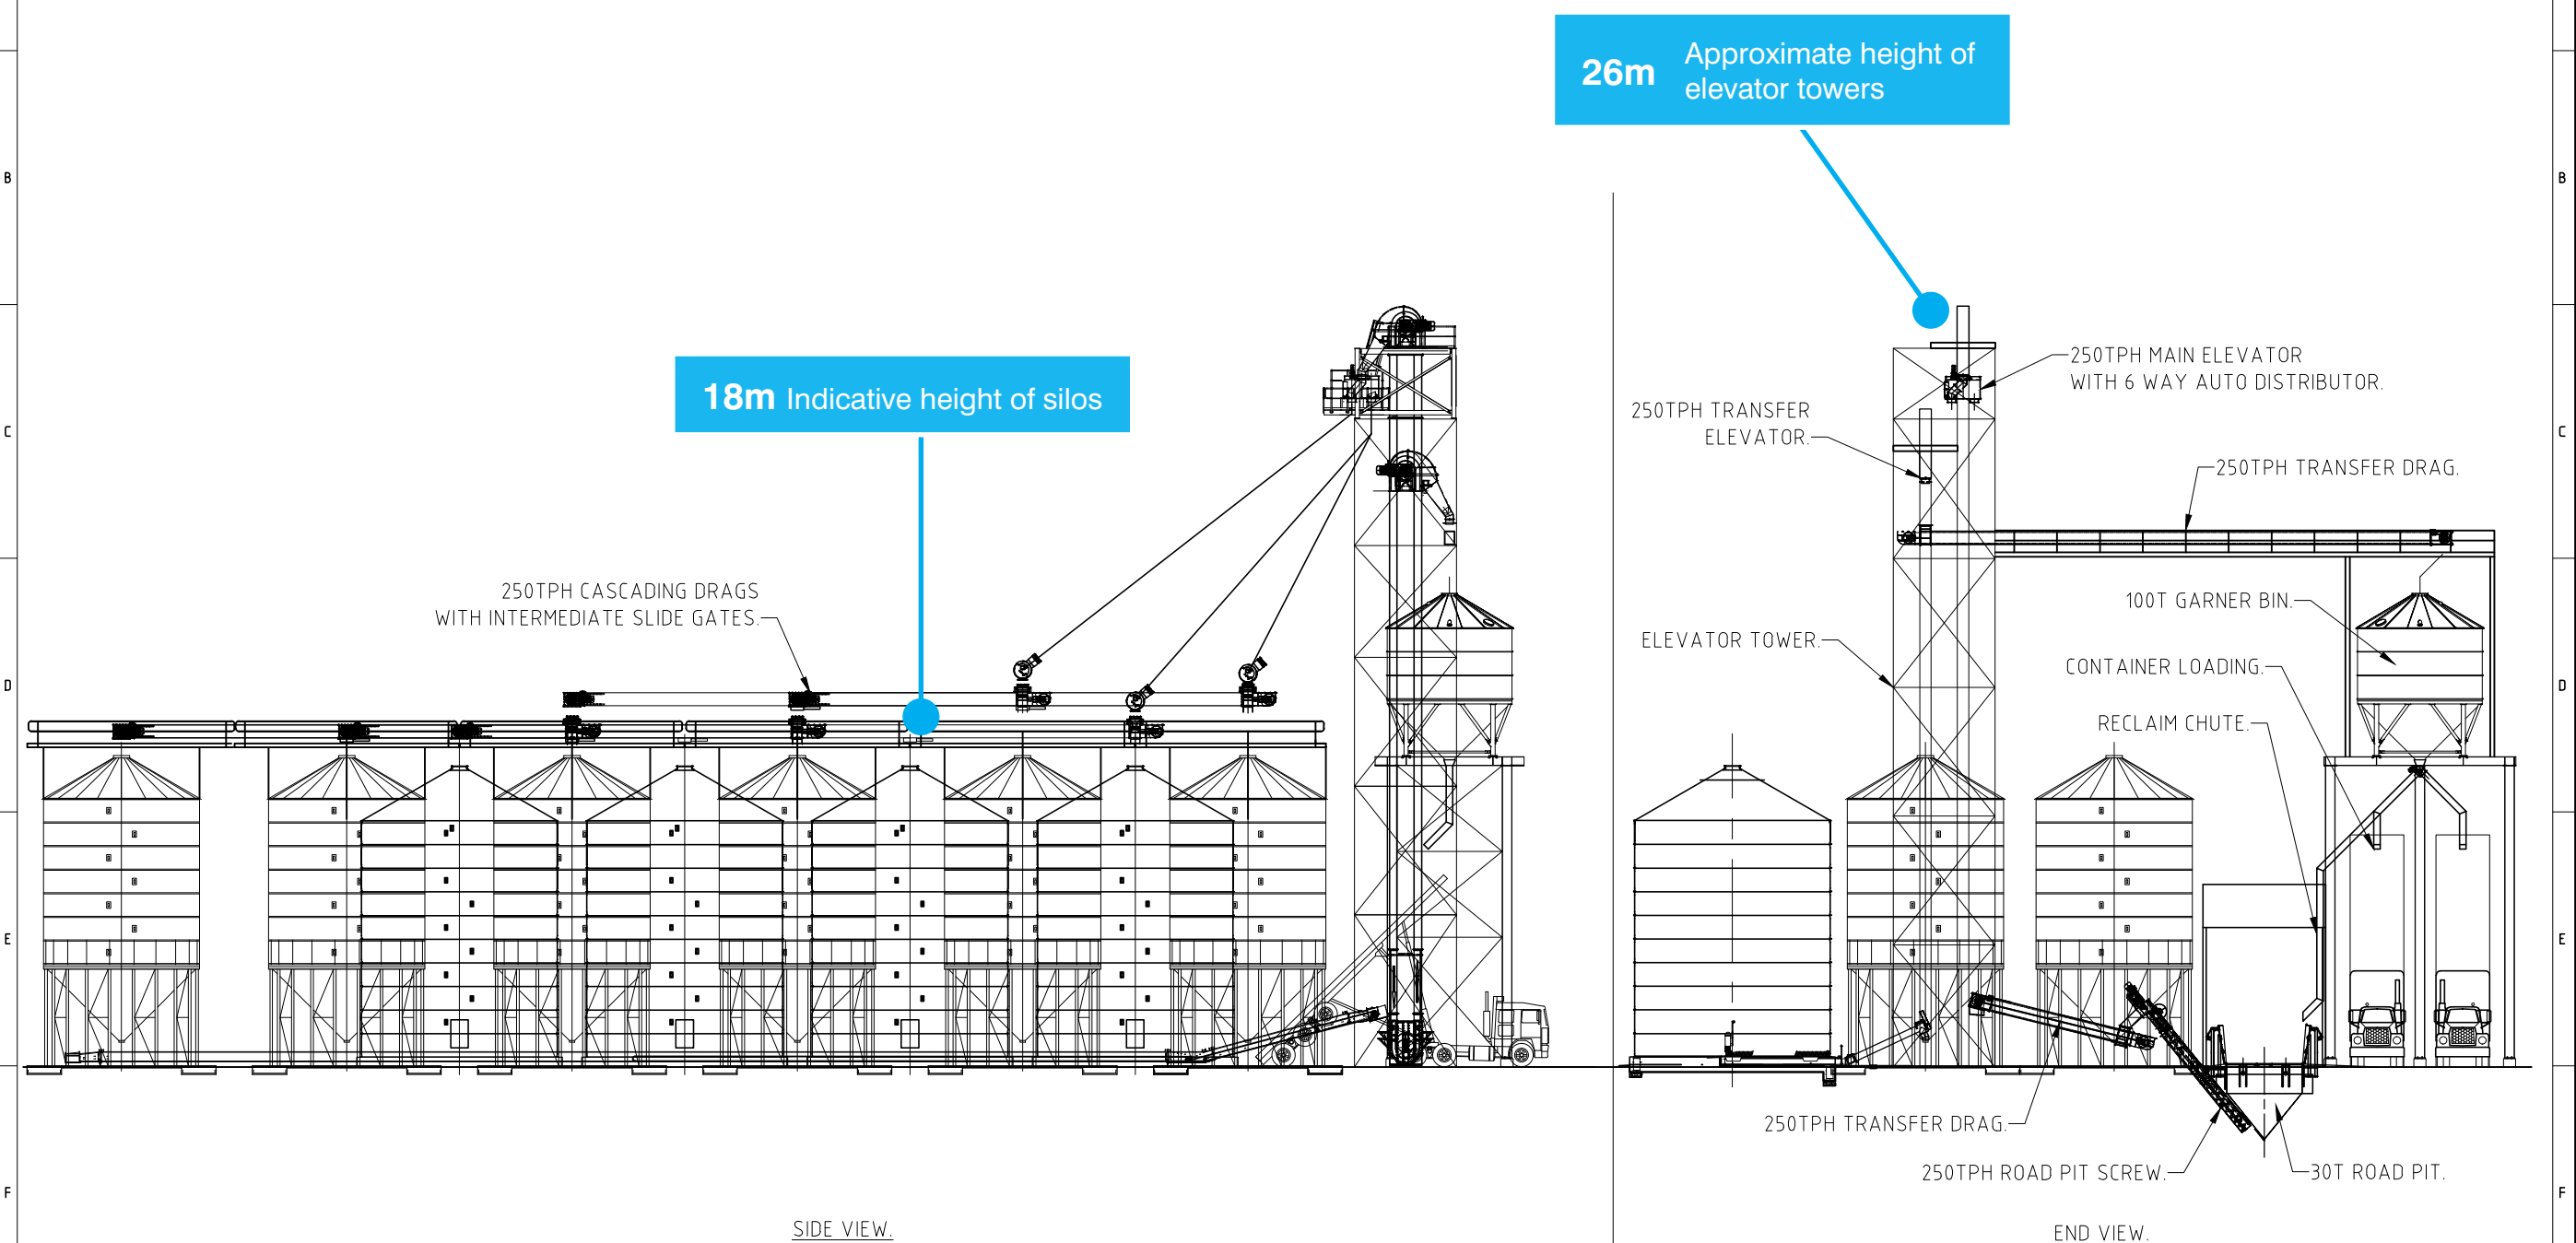 26m Approximate height of
elevator towers
B
B
18m Indicative height of silos
250TPH MAIN ELEVATOR
WITH 6 WAY AUTO DISTRIBUTOR.
250TPH TRANSFER
ELEVATOR.
C
C
250TPH TRANSFER DRAG.
250TPH CASCADING DRAGS
WITH INTERMEDIATE SLIDE GATES.
100T GARNER BIN.
ELEVATOR TOWER.
CONTAINER LOADING.
D
D
RECLAIM CHUTE.
E
E
250TPH TRANSFER DRAG.
250TPH ROAD PIT SCREW.
30T ROAD PIT.
F
F
SIDE VIEW.
END VIEW.